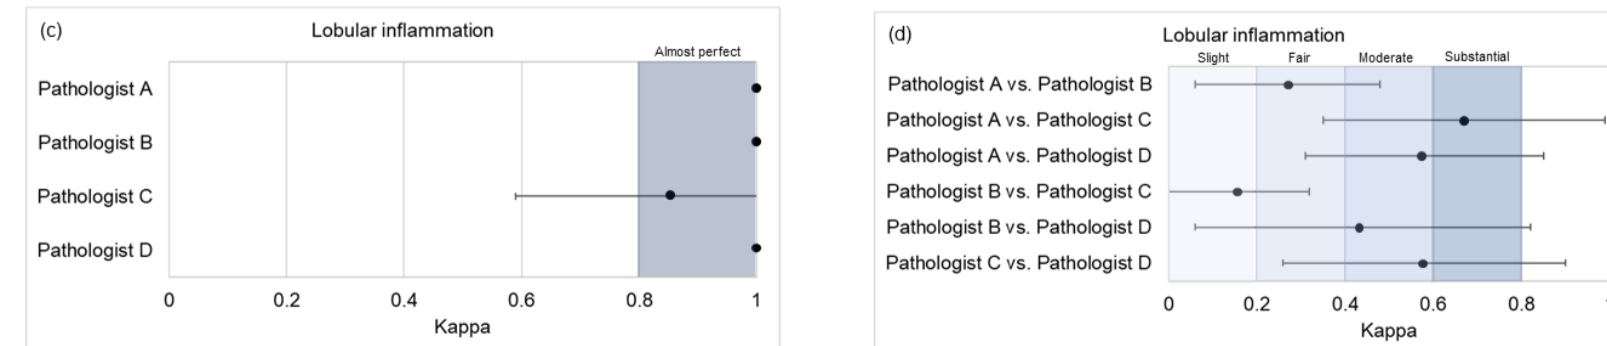 (c)
Lobular inflammation
Almost perfect
Pathologist A
Pathologist B
Pathologist C
Pathologist D
0 0.2 0.4 0.6 0.8 1
Kappa
(d)
Lobular inflammation
Slight Fair Moderate Substantial
Pathologist A vs. Pathologist B
Pathologist A vs. Pathologist C
Pathologist A vs. Pathologist D
Pathologist B vs. Pathologist C
Pathologist B vs. Pathologist D
Pathologist C vs. Pathologist D
0 0.2 0.4 0.6 0.8
Kappa